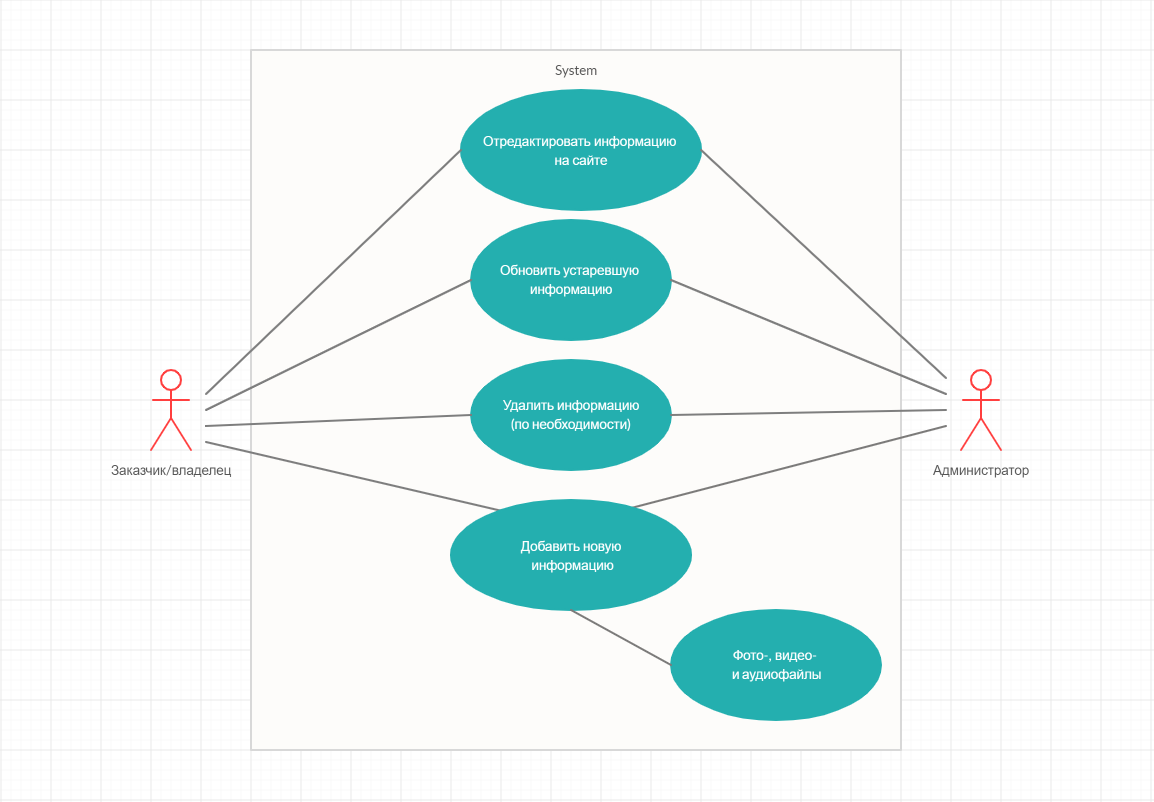 System
Отредактировать информацию
на сайте
Обновить устаревшую
информацию
Удалить информацию
(по необходимости)
Заказчик/владелец
Администратор
Добавить новую
информацию
Фото-, видео-
и аудиофайлы